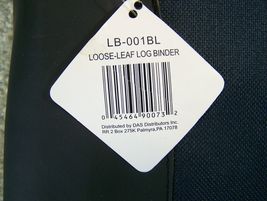 LB-001BL
LOOSE-LEAF LOG BINDER
0 45464 90073 2
Distributed by DAS Distributors Inc.
RR 2 Box 275K Palmyra,PA 17078